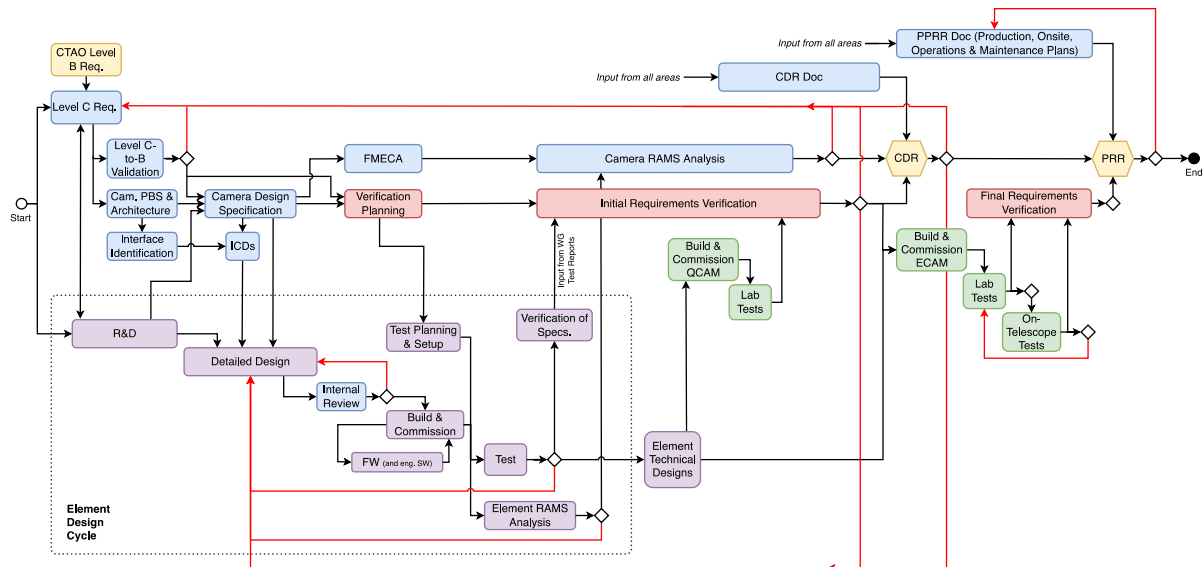 CTAO Level
B Req.
Input from all areas
PPRR Doc (Production, Onsite,
Operations & Maintenance Plans)
Input from all areas
CDR Doc
Level C Req.
Level C-
to-B
Validation
FMECA
Camera RAMS Analysis
CDR
PRR
End
Start
Cam. PBS &
Architecture
Camera Design
Specification
Verification
Planning
Initial Requirements Verification
Final Requirements
Verification
Interface
Identification
ICDs
Input from WG
Test Reports
Build &
Commission
QCAM
Lab
Tests
Build &
Commission
ECAM
Lab
Tests
On-
Telescope
Tests
R&D
Test Planning
& Setup
Verification of
Specs.
Detailed Design
Internal
Review
Build &
Commission
FW (and eng. SW)
Test
Element
Technical
Designs
Element RAMS
Analysis
Element
Design
Cycle